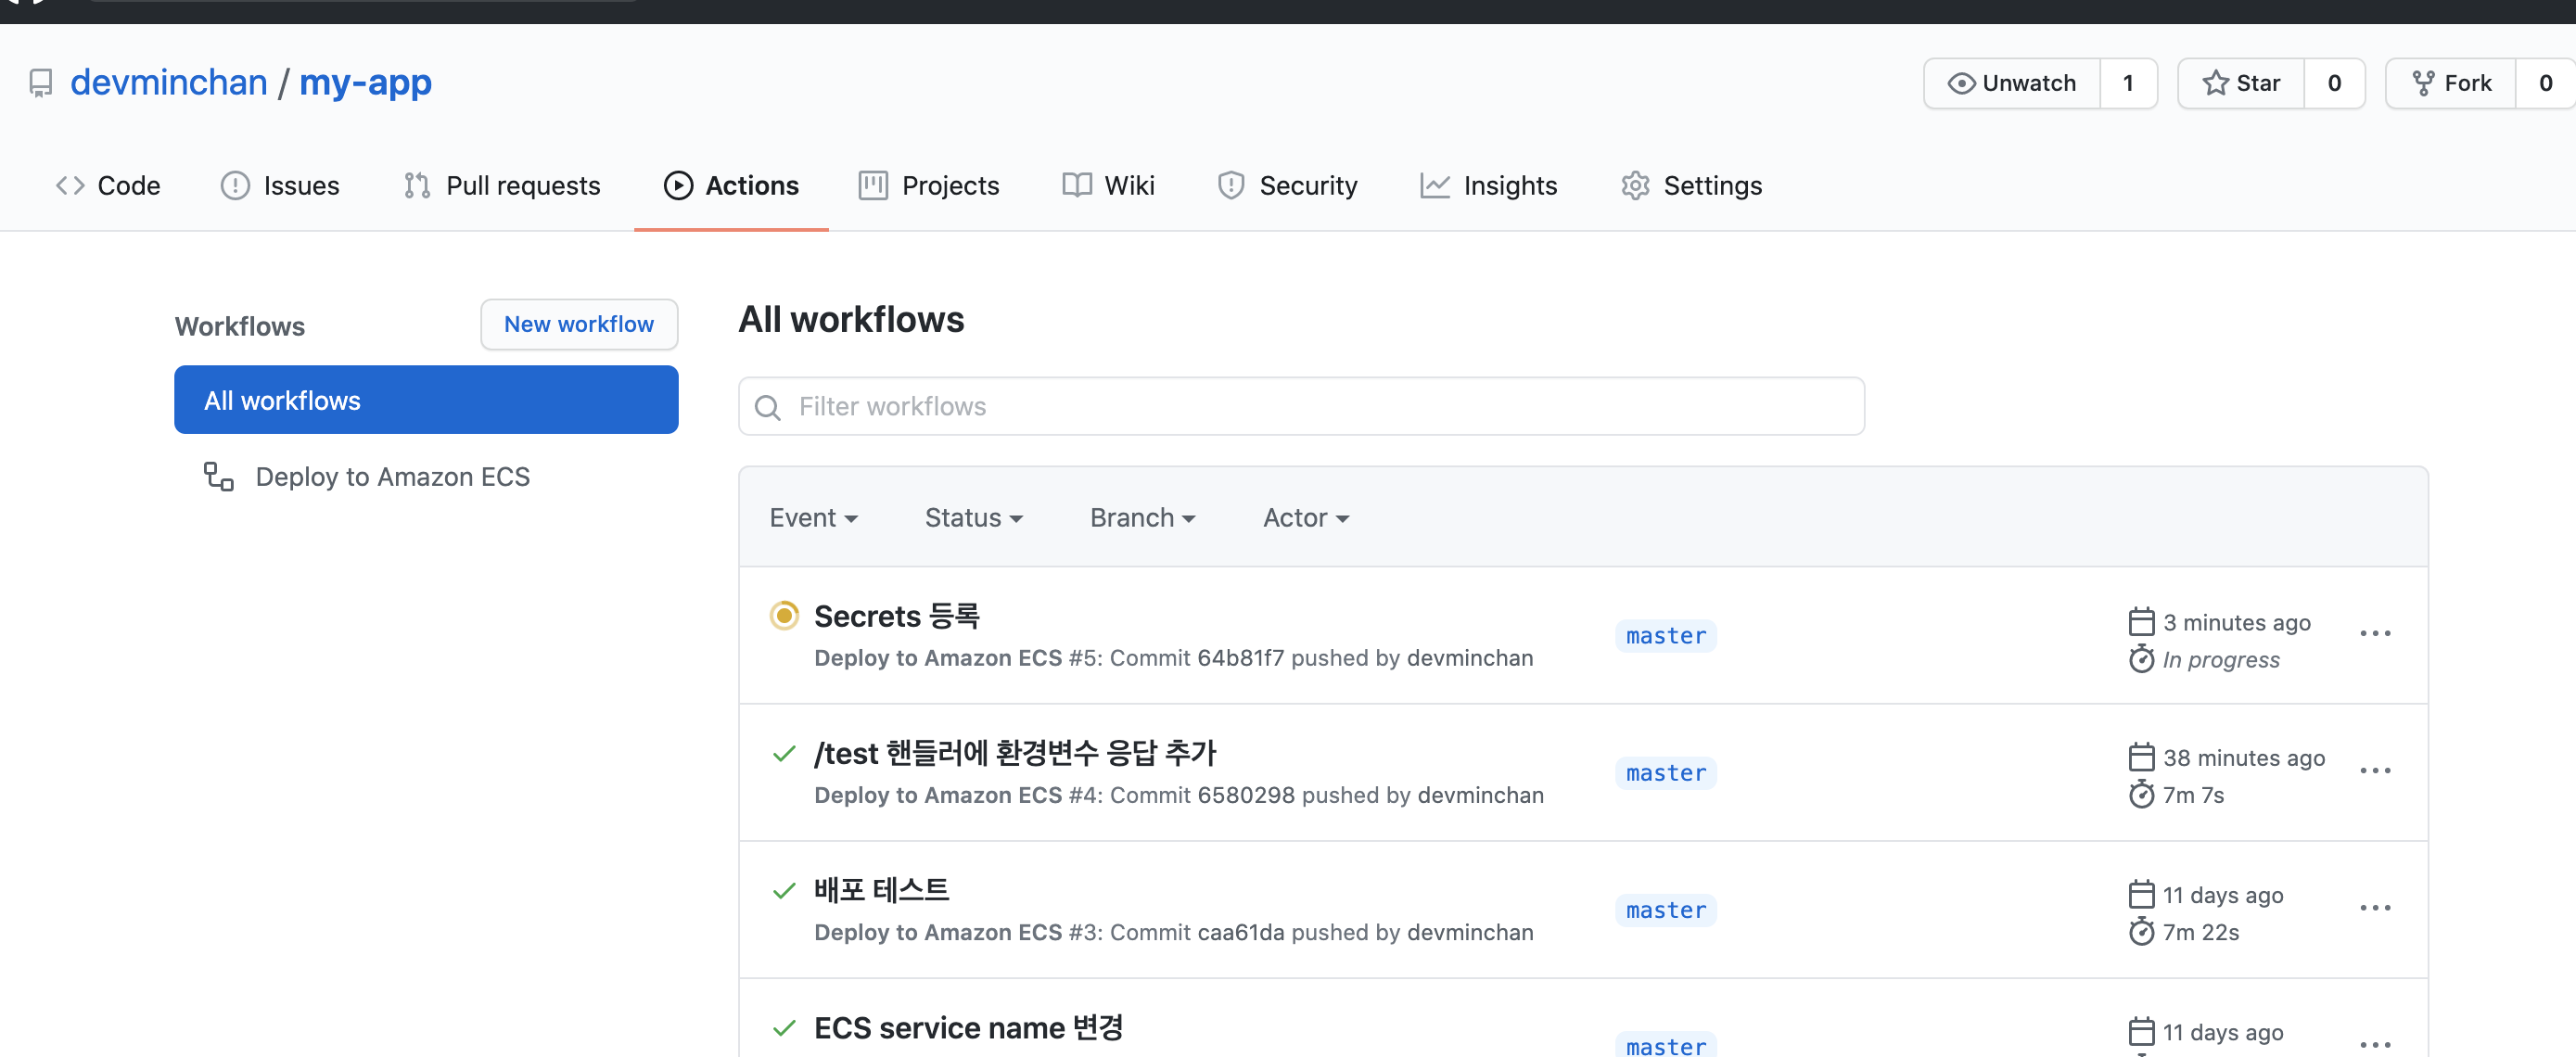 devminchan / my-app
Unwatch 1 Star 0 Fork 0
Code Issues Pull requests Actions Projects Wiki Security Insights Settings
Workflows
New workflow
All workflows
Deploy to Amazon ECS
All workflows
Filter workflows
Event Status Branch Actor
Secrets 등록
Deploy to Amazon ECS #5: Commit 64b81f7 pushed by devminchan
master
3 minutes ago
In progress
/test 핸들러에 환경변수 응답 추가
Deploy to Amazon ECS #4: Commit 6580298 pushed by devminchan
master
38 minutes ago
7m 7s
배포 테스트
Deploy to Amazon ECS #3: Commit caa61da pushed by devminchan
master
11 days ago
7m 22s
ECS service name 변경
master
11 days ago